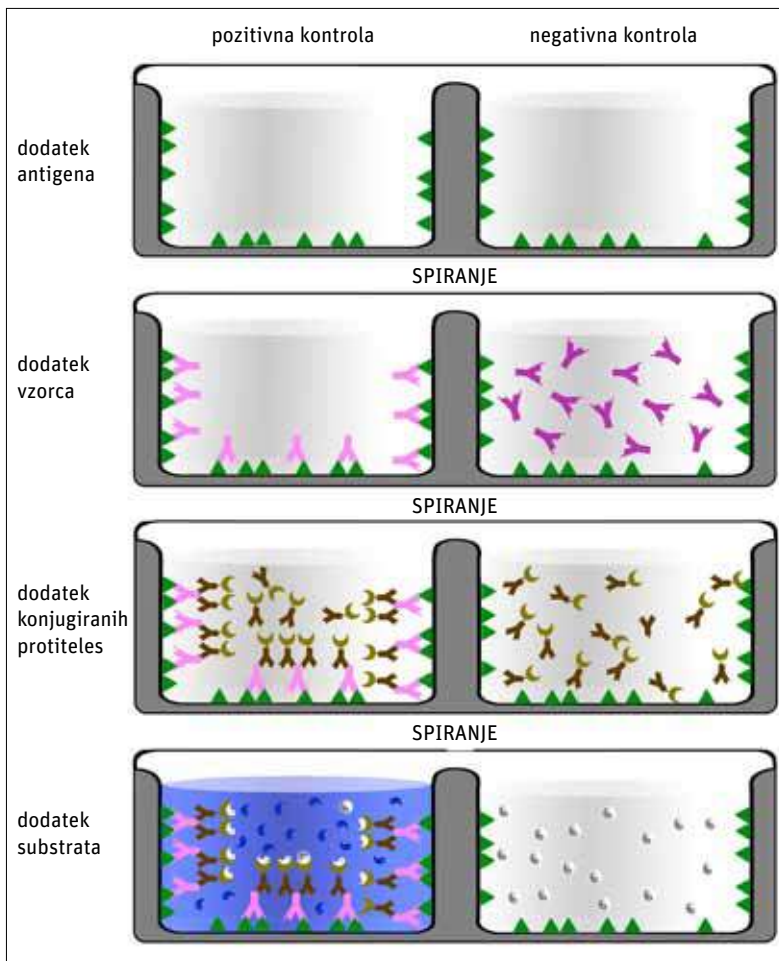 pozitivna kontrola
negativna kontrola
dodatek
antigena
SPIRANJE
dodatek
vzorca
SPIRANJE
dodatek
konjugiranih
protiteles
SPIRANJE
dodatek
substrata